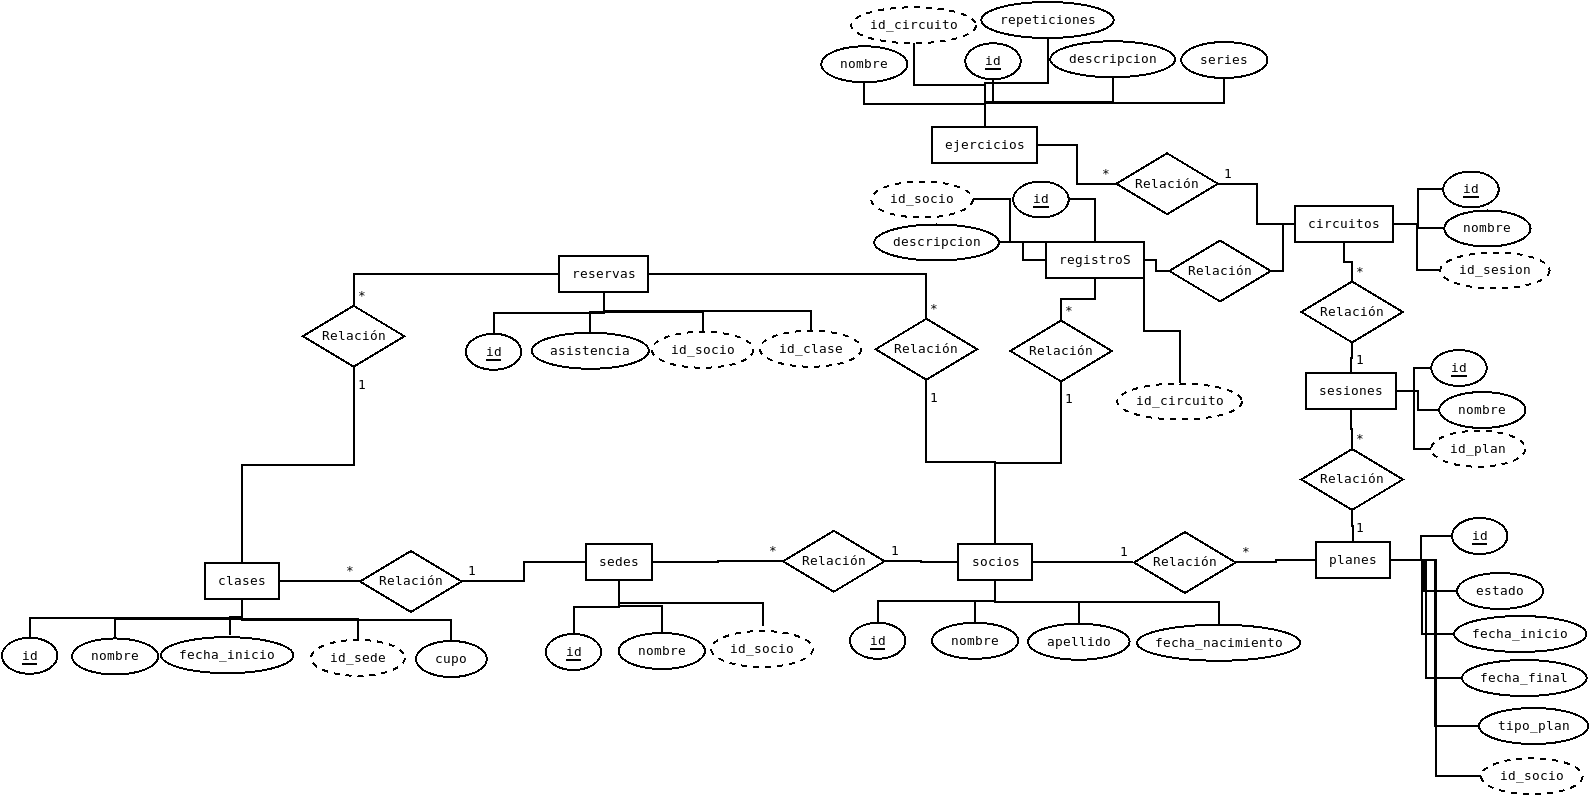 repeticiones
id_circuito
nombre
id
descripcion
series
ejercicios
*
Relación
1
id_socio
id
descripcion
registroS
Relación
circuitos
id
nombre
id_sesion
reservas
*
Relación
1
id
asistencia
id_socio
id_clase
*
Relación
1
*
Relación
1
id_circuito
*
Relación
1
sesiones
id
nombre
id_plan
*
Relación
1
clases
*
Relación
1
sedes
*
Relación
1
socios
1
Relación
*
planes
id
estado
fecha_inicio
fecha_final
tipo_plan
id_socio
id
nombre
fecha_inicio
id_sede
cupo
id
nombre
id_socio
id
nombre
apellido
fecha_nacimiento